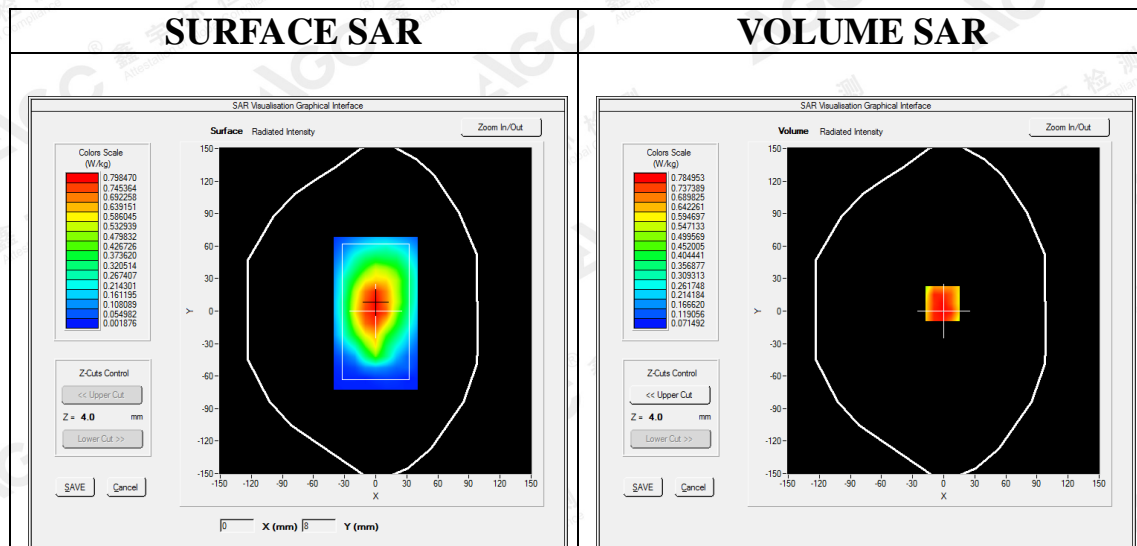 SURFACE SAR
VOLUME SAR
SAR Visualisation Graphical Interface
Surface Radiated Intensity
Zoom In/Out
Colors Scale
(W/kg)
0.798470
0.745364
0.692258
0.639151
0.586045
0.532939
0.479832
0.426726
0.373620
0.320514
0.267407
0.214301
0.161195
0.108089
0.054982
0.001876
Z-Cuts Control
<< Upper Cut
Z = 4.0 mm
Lower Cut >>
SAVE Cancel
150
120
90
60
30
0
-30
-60
-90
-120
-150
Y
-150 -120 -90 -60 -30 0 30 60 90 120 150
X
0 X (mm) 8 Y (mm)
SAR Visualisation Graphical Interface
Volume Radiated Intensity
Zoom In/Out
Colors Scale
(W/kg)
0.784953
0.737389
0.689825
0.642261
0.594697
0.547133
0.499569
0.452005
0.404441
0.356877
0.309313
0.261748
0.214184
0.166620
0.119056
0.071492
Z-Cuts Control
<< Upper Cut
Z = 4.0 mm
Lower Cut >>
SAVE Cancel
150
120
90
60
30
0
-30
-60
-90
-120
-150
Y
-150 -120 -90 -60 -30 0 30 60 90 120 150
X